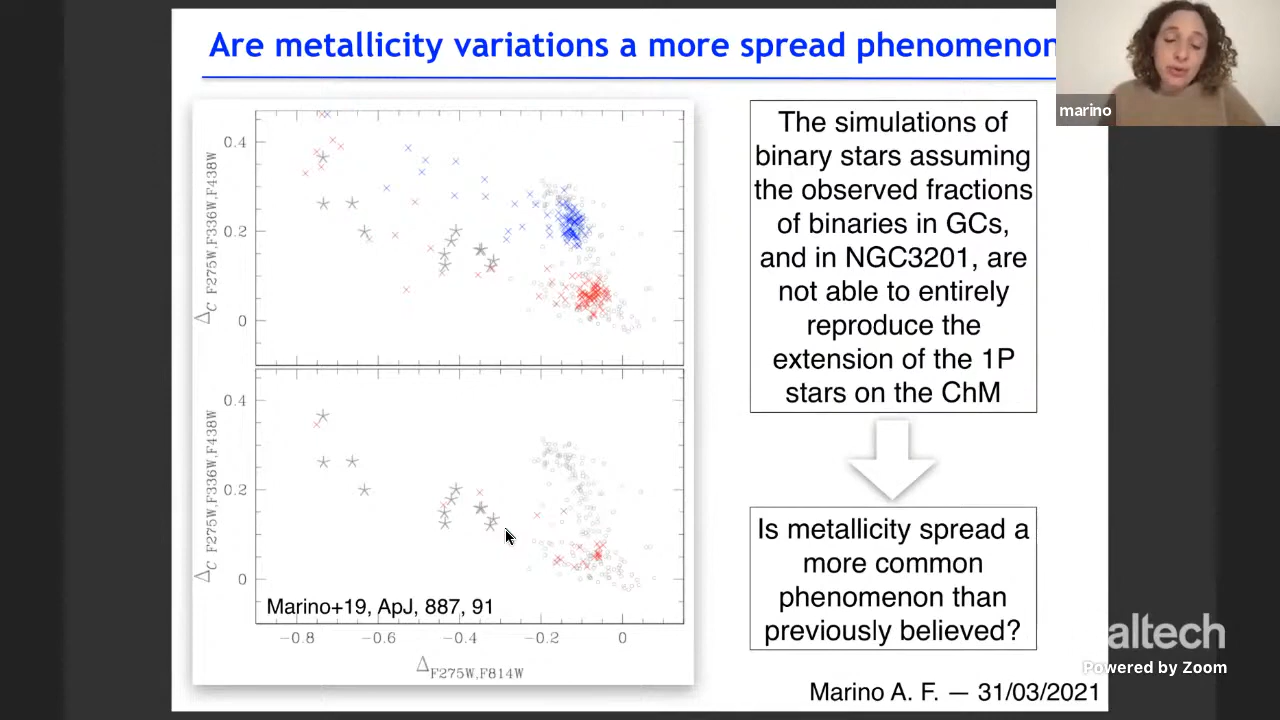 Are metallicity variations a more spread phenomenon
marino
0.4
0.2
0
Δ_C F275W,F336W,F438W
The simulations of
binary stars assuming
the observed fractions
of binaries in GCs,
and in NGC3201, are
not able to entirely
reproduce the
extension of the 1P
stars on the ChM
0.4
0.2
0
Δ_C F275W,F336W,F438W
Marino+19, ApJ, 887, 91
−0.8 −0.6 −0.4 −0.2 0
Δ_F275W,F814W
Is metallicity spread a
more common
phenomenon than
previously believed?
altech
Powered by Zoom
Marino A. F. — 31/03/2021